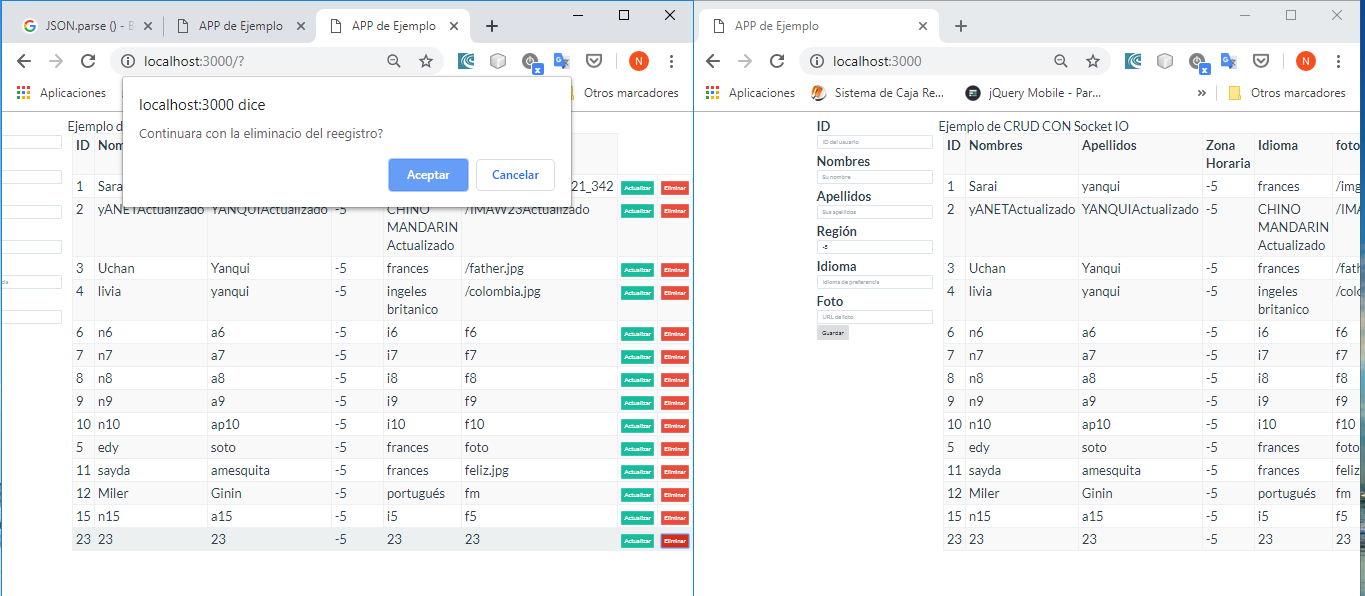 JSON.parse () - B
APP de Ejemplo
APP de Ejemplo
localhost:3000/?
N
Aplicaciones
Otros marcadores
localhost:3000 dice
Continuara con la eliminacio del reegistro?
Aceptar
Cancelar
Ejemplo d
ID Nom
1 Sara 21_342 Actualizar Eliminar
2 yANETActualizado YANQUIActualizado -5 CHINO MANDARIN Actualizado /IMAW23Actualizado Actualizar Eliminar
3 Uchan Yanqui -5 frances /father.jpg Actualizar Eliminar
4 livia yanqui -5 ingeles britanico /colombia.jpg Actualizar Eliminar
6 n6 a6 -5 i6 f6 Actualizar Eliminar
7 n7 a7 -5 i7 f7 Actualizar Eliminar
8 n8 a8 -5 i8 f8 Actualizar Eliminar
9 n9 a9 -5 i9 f9 Actualizar Eliminar
10 n10 ap10 -5 i10 f10 Actualizar Eliminar
5 edy soto -5 frances foto Actualizar Eliminar
11 sayda amesquita -5 frances feliz.jpg Actualizar Eliminar
12 Miler Ginin -5 portugués fm Actualizar Eliminar
15 n15 a15 -5 i5 f5 Actualizar Eliminar
23 23 23 -5 23 23 Actualizar Eliminar
APP de Ejemplo
localhost:3000
N
Aplicaciones
Sistema de Caja Re...
jQuery Mobile - Par...
»
Otros marcadores
ID
ID del usuario
Nombres
Su nombre
Apellidos
Sus apellidos
Región
-5
Idioma
Idioma de preferencia
Foto
URL de foto
Guardar
Ejemplo de CRUD CON Socket IO
ID Nombres Apellidos Zona Horaria Idioma foto
1 Sarai yanqui -5 frances /img
2 yANETActualizado YANQUIActualizado -5 CHINO MANDARIN Actualizado /IMA
3 Uchan Yanqui -5 frances /fath
4 livia yanqui -5 ingeles britanico /colo
6 n6 a6 -5 i6 f6
7 n7 a7 -5 i7 f7
8 n8 a8 -5 i8 f8
9 n9 a9 -5 i9 f9
10 n10 ap10 -5 i10 f10
5 edy soto -5 frances foto
11 sayda amesquita -5 frances feliz
12 Miler Ginin -5 portugués fm
15 n15 a15 -5 i5 f5
23 23 23 -5 23 23